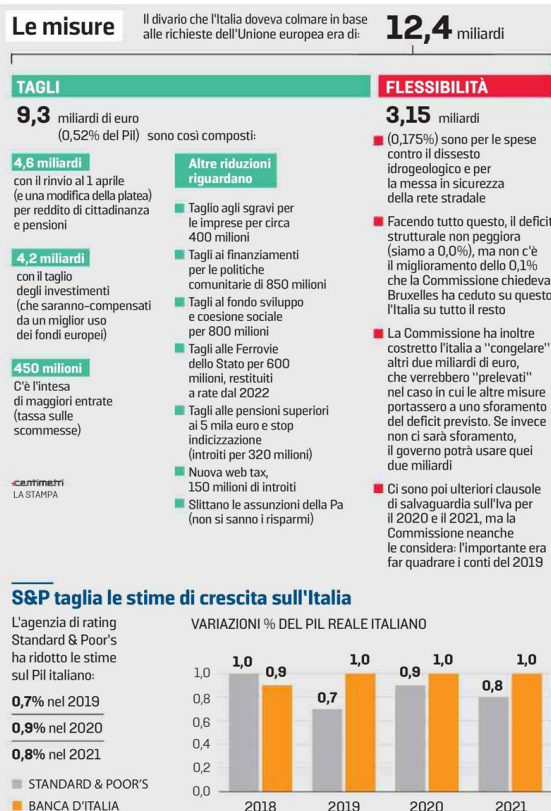 Le misure
Il divario che l'Italia doveva colmare in base
alle richieste dell'Unione europea era di:
12,4 miliardi
TAGLI
9,3 miliardi di euro
(0,52% del Pil) sono così composti:
4,6 miliardi
con il rinvio al 1 aprile
(e una modifica della platea)
per reddito di cittadinanza
e pensioni
4,2 miliardi
con il taglio
degli investimenti
(che saranno-compensati
da un miglior uso
dei fondi europei)
450 milioni
C'è l'intesa
di maggiori entrate
(tassa sulle
scommesse)
centimetri
LA STAMPA
Altre riduzioni
riguardano
Taglio agli sgravi per
le imprese per circa
400 milioni
Tagli ai finanziamenti
per le politiche
comunitarie di 850 milioni
Tagli al fondo sviluppo
e coesione sociale
per 800 milioni
Tagli alle Ferrovie
dello Stato per 600
milioni, restituiti
a rate dal 2022
Tagli alle pensioni superiori
ai 5 mila euro e stop
indicizzazione
(introiti per 320 milioni)
Nuova web tax,
150 milioni di introiti
Slittano le assunzioni della Pa
(non si sanno i risparmi)
FLESSIBILITÀ
3,15 miliardi
(0,175%) sono per le spese
contro il dissesto
idrogeologico e per
la messa in sicurezza
della rete stradale
Facendo tutto questo, il deficit
strutturale non peggiora
(siamo a 0,0%), ma non c'è
il miglioramento dello 0,1%
che la Commissione chiedeva
Bruxelles ha ceduto su questo
l'Italia su tutto il resto
La Commissione ha inoltre
costretto l'italia a "congelare"
altri due miliardi di euro,
che verrebbero "prelevati"
nel caso in cui le altre misure
portassero a uno sforamento
del deficit previsto. Se invece
non ci sarà sforamento,
il governo potrà usare quei
due miliardi
Ci sono poi ulteriori clausole
di salvaguardia sull'Iva per
il 2020 e il 2021, ma la
Commissione neanche
le considera: l'importante era
far quadrare i conti del 2019
S&P taglia le stime di crescita sull'Italia
L'agenzia di rating
Standard & Poor's
ha ridotto le stime
sul Pil italiano:
0,7% nel 2019
0,9% nel 2020
0,8% nel 2021
STANDARD & POOR'S
BANCA D'ITALIA
VARIAZIONI % DEL PIL REALE ITALIANO
1,0
0,8
0,6
0,4
0,2
0,0
1,0 0,9
0,7 1,0
0,9 1,0
0,8 1,0
2018 2019 2020 2021